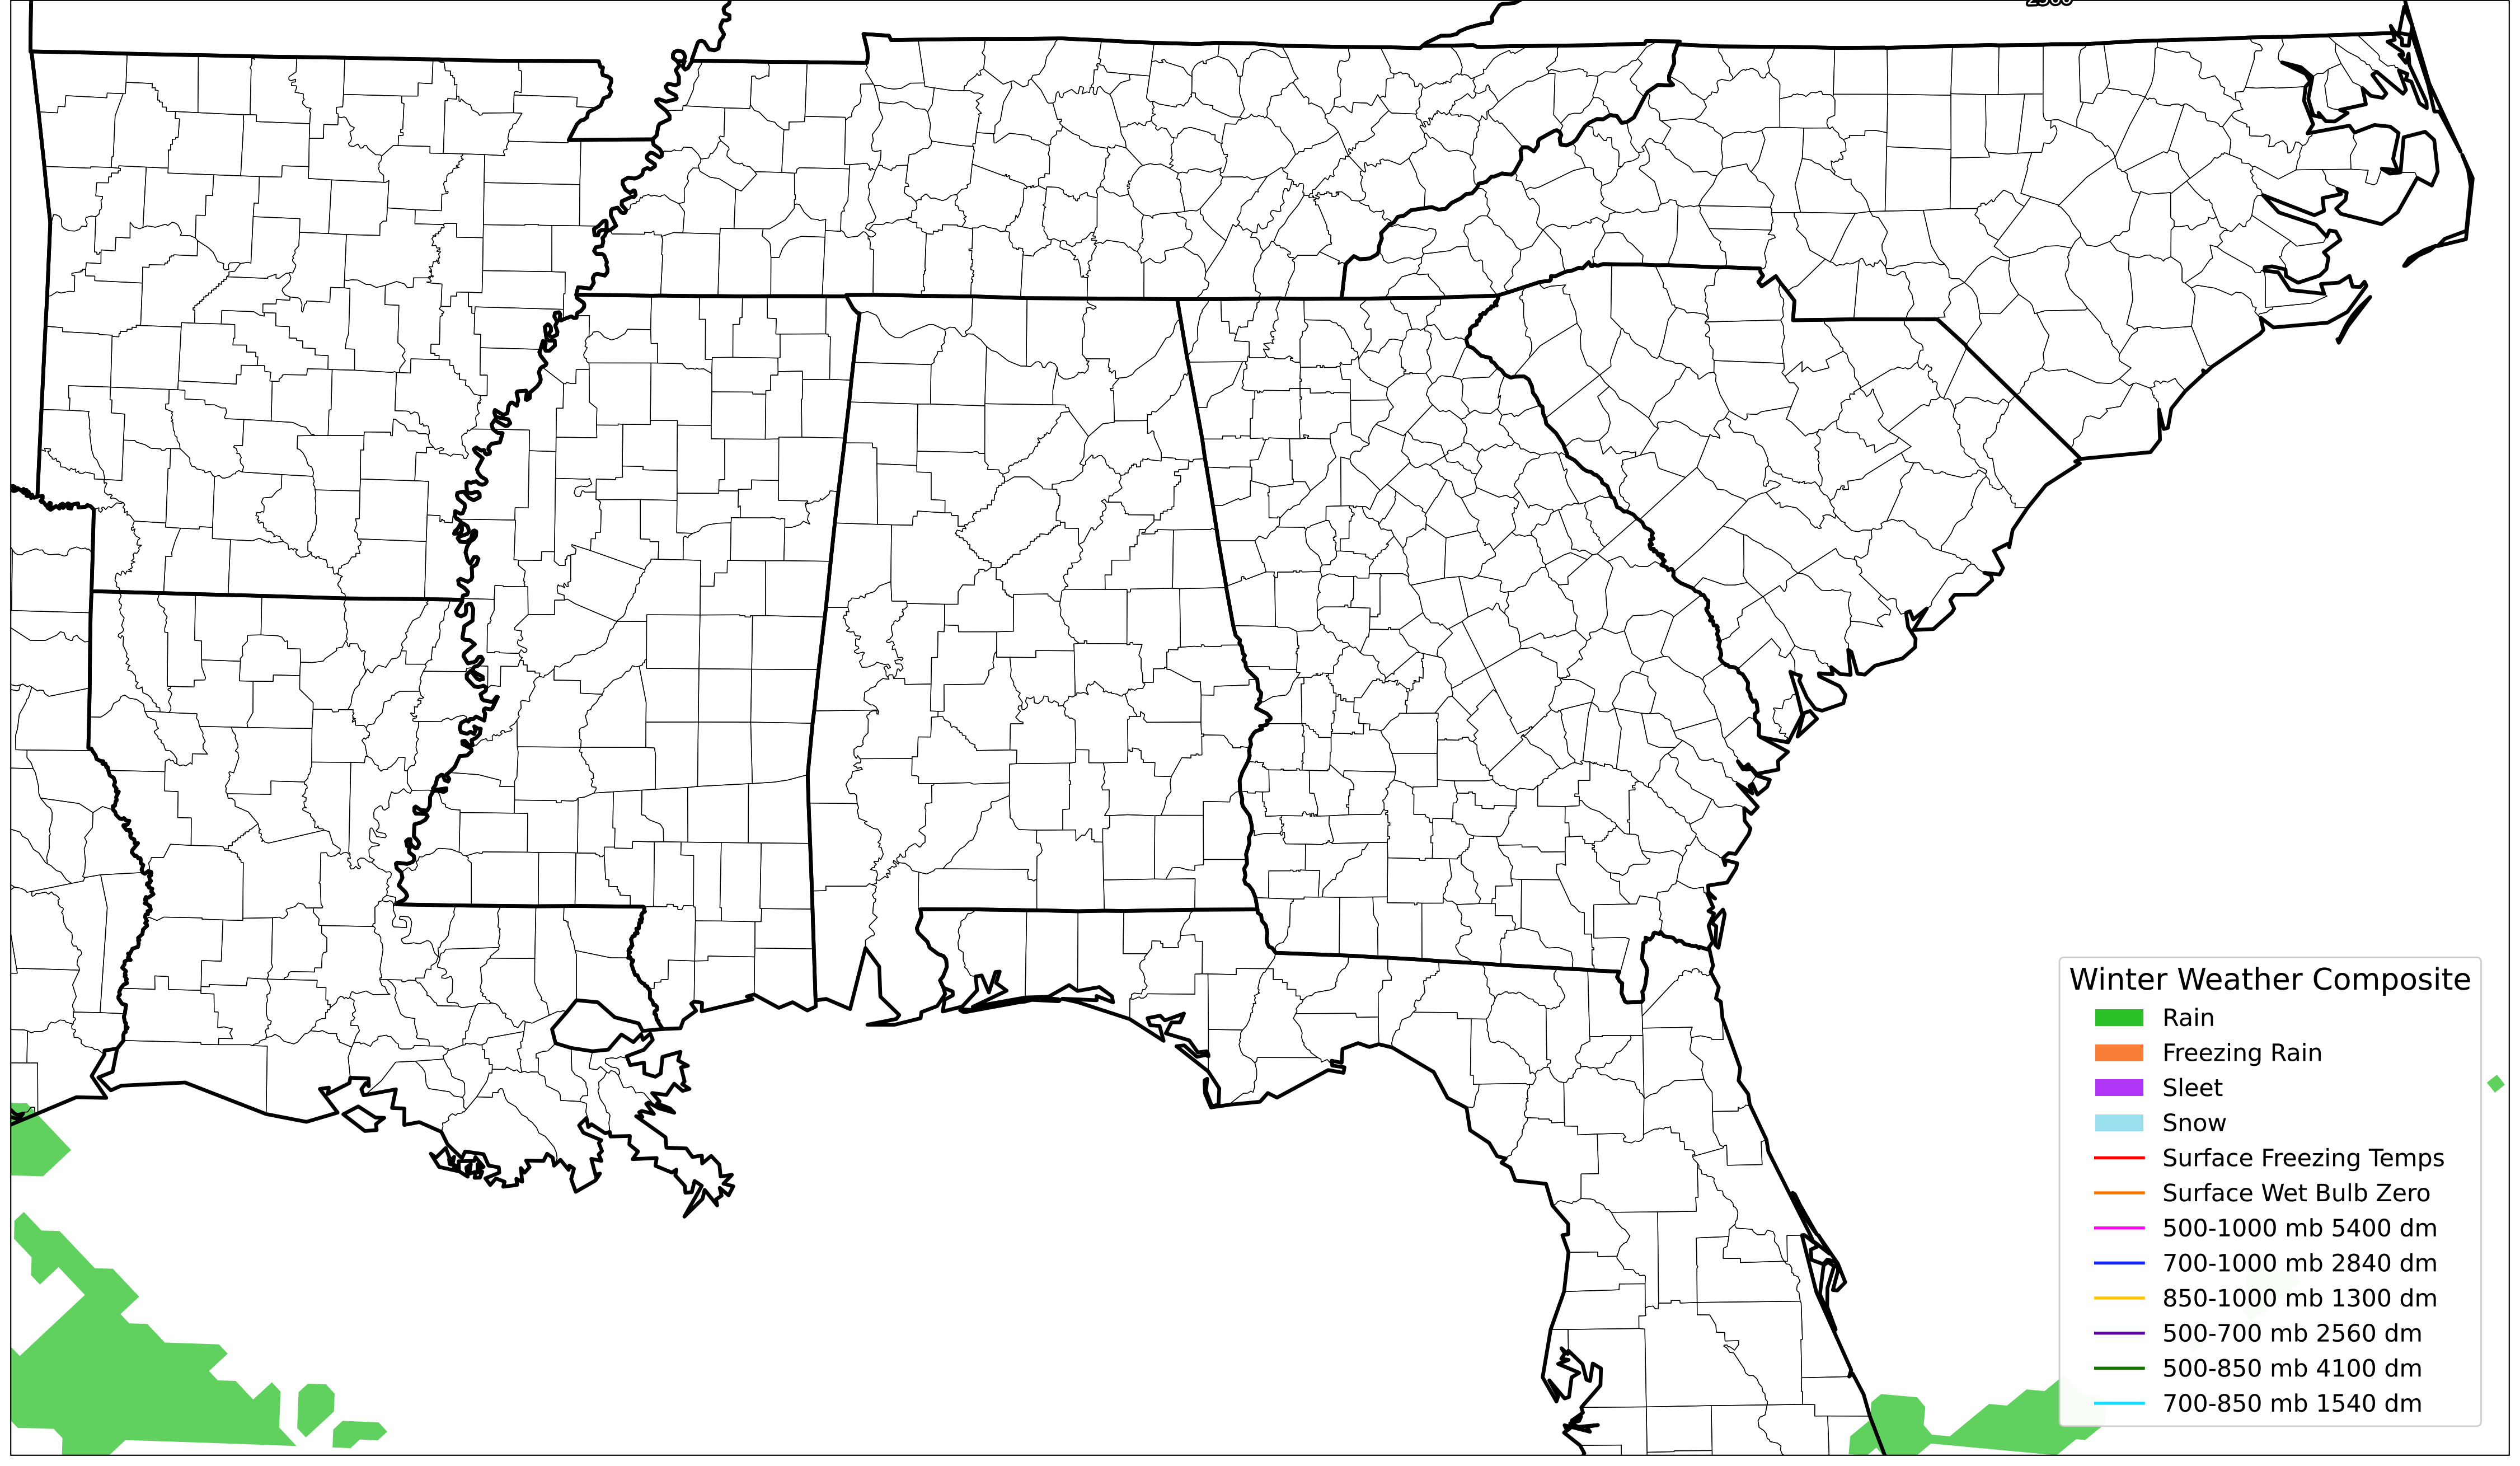 Winter Weather Composite
Rain
Freezing Rain
Sleet
Snow
Surface Freezing Temps
Surface Wet Bulb Zero
500-1000 mb 5400 dm
700-1000 mb 2840 dm
850-1000 mb 1300 dm
500-700 mb 2560 dm
500-850 mb 4100 dm
700-850 mb 1540 dm